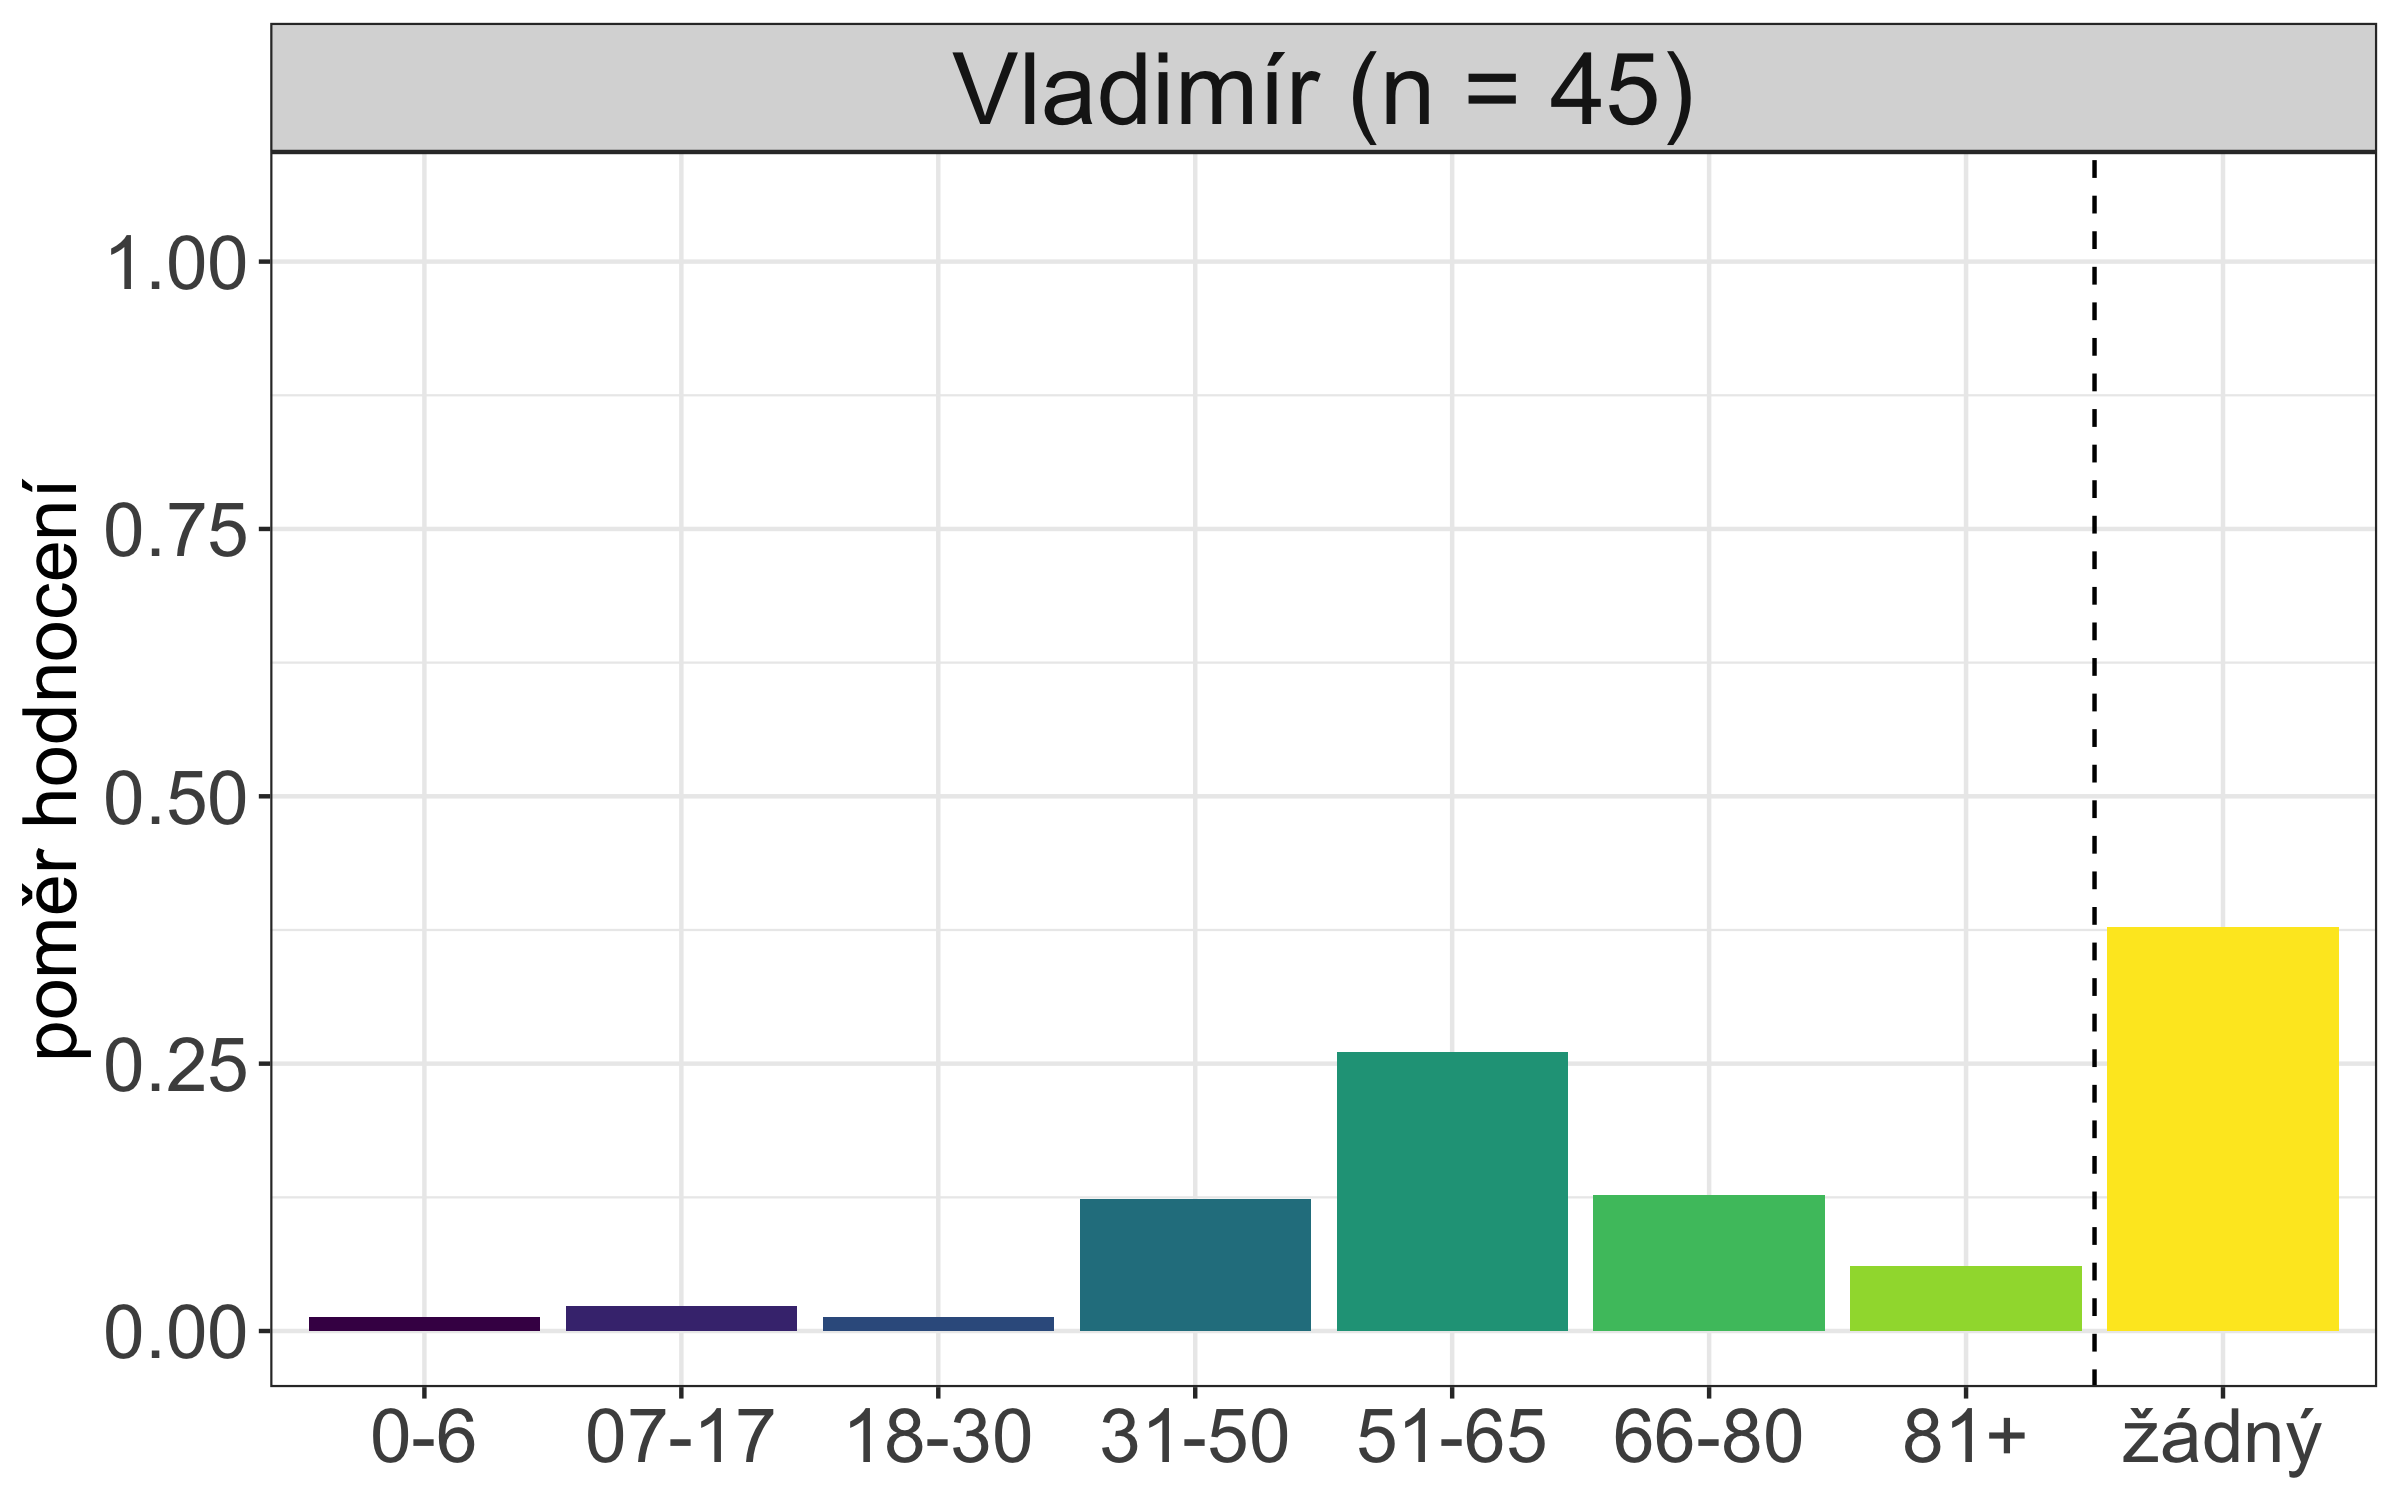 Vladimír (n = 45)
poměr hodnocení
1.00
0.75
0.50
0.25
0.00
0-6 07-17 18-30 31-50 51-65 66-80 81+ žádný